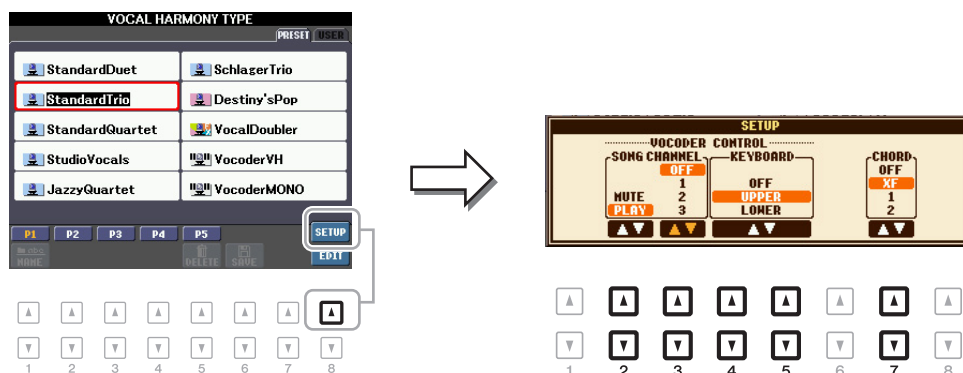 VOCAL HARMONY TYPE
PRESET USER
StandardDuet SchlagerTrio
StandardTrio Destiny'sPop
StandardQuartet VocalDoubler
StudioVocals VocoderVH
JazzyQuartet VocoderMONO
P1 P2 P3 P4 P5 SETUP
NAME DELETE SAVE EDIT
1 2 3 4 5 6 7 8
SETUP
VOCODER CONTROL
SONG CHANNEL KEYBOARD CHORD
OFF OFF
1 OFF XF
MUTE 2 UPPER 1
PLAY 3 LOWER 2
1 2 3 4 5 6 7 8